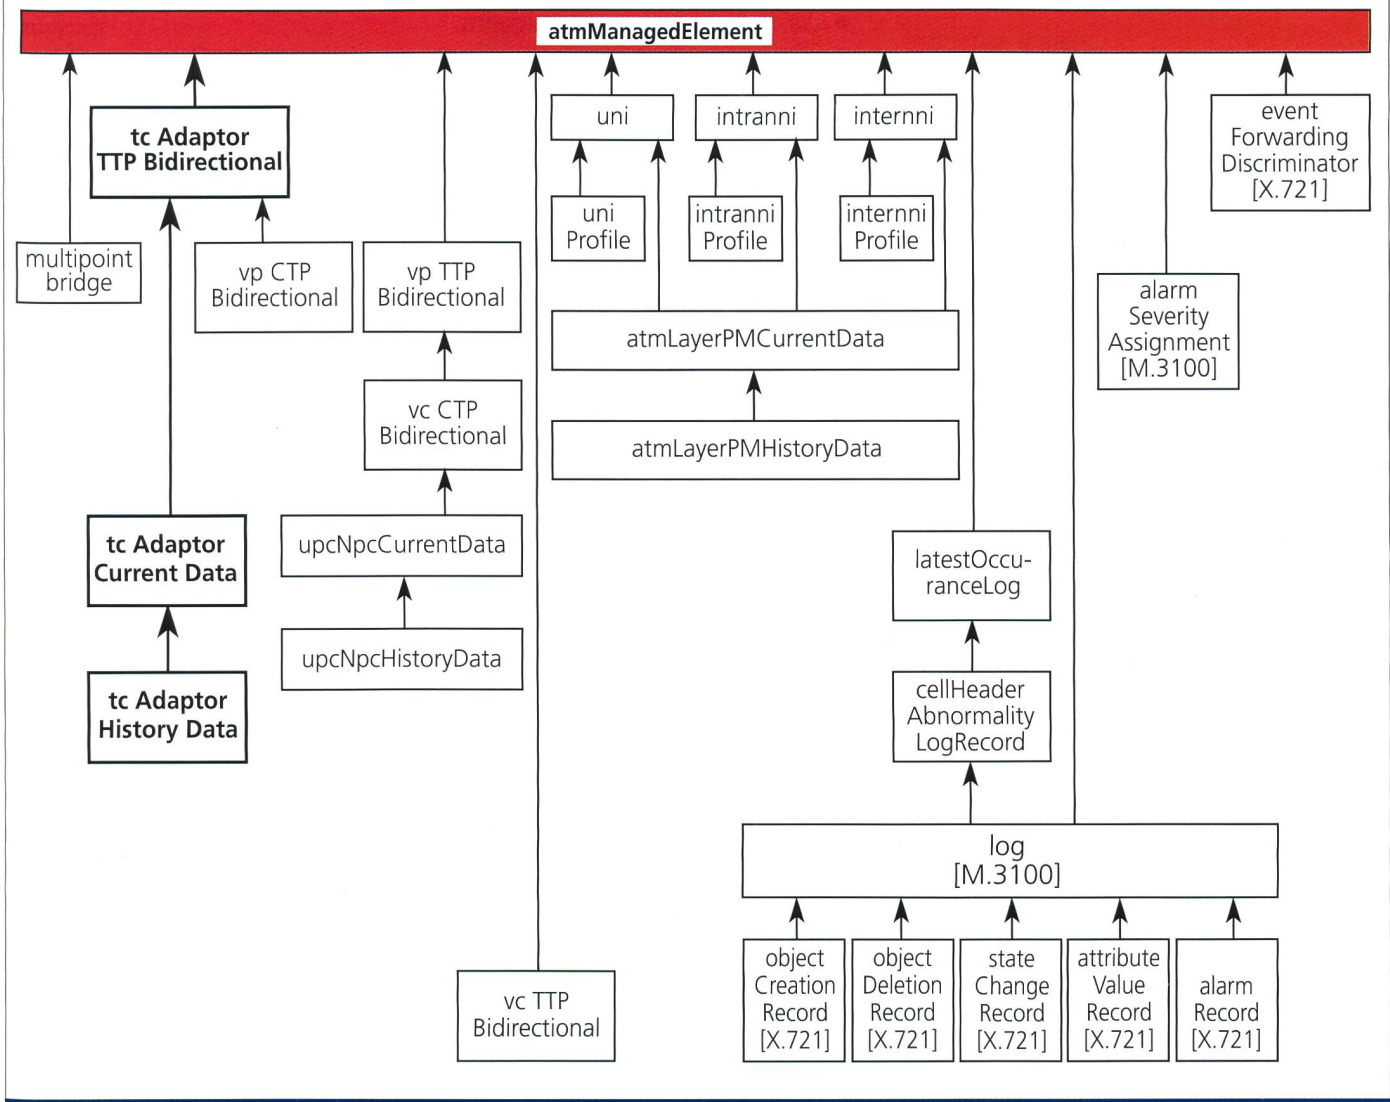 atmManagedElement
tc Adaptor
TTP Bidirectional
uni
intranni
internni
event
Forwarding
Discriminator
[X.721]
multipoint
bridge
vp CTP
Bidirectional
vp TTP
Bidirectional
uni
Profile
intranni
Profile
internni
Profile
alarm
Severity
Assignment
[M.3100]
atmLayerPMCurrentData
vc CTP
Bidirectional
atmLayerPMHistoryData
tc Adaptor
Current Data
upcNpcCurrentData
latestOccu-
ranceLog
upcNpcHistoryData
tc Adaptor
History Data
cellHeader
Abnormality
LogRecord
log
[M.3100]
vc TTP
Bidirectional
object
Creation
Record
[X.721]
object
Deletion
Record
[X.721]
state
Change
Record
[X.721]
attribute
Value
Record
[X.721]
alarm
Record
[X.721]